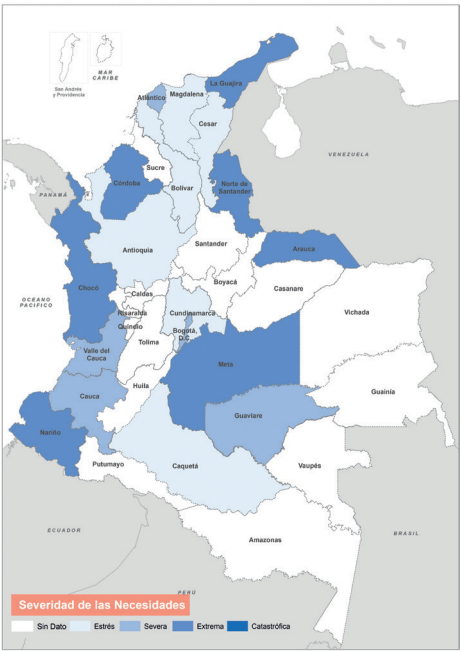 La Guajira
San Andrés
y Providencia
MAR
CARIBE
Atlántico
Magdalena
Cesar
VENEZUELA
Sucre
Córdoba
Bolívar
Norte de
Santander
PANAMÁ
Antioquia
Santander
Arauca
Boyacá
Casanare
Chocó
OCEANO
PACIFICO
Caldas
Risaralda
Cundinamarca
Vichada
Quindio
Bogotá,
D.C.
Tolima
Valle del
Cauca
Meta
Huila
Guainía
Cauca
Guaviare
Nariño
Putumayo
Caquetá
Vaupés
ECUADOR
BRASIL
Amazonas
PERÚ
Severidad de las Necesidades
Sin Dato
Estrés
Severa
Extrema
Catastrófica